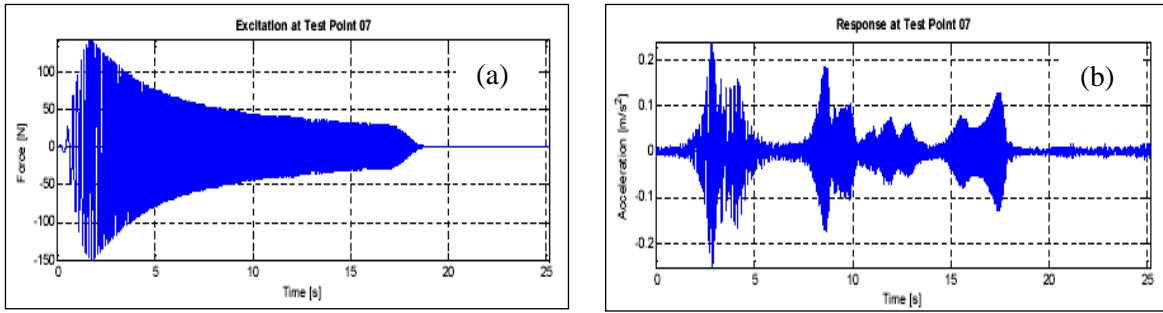 Excitation at Test Point 07
(a)
Force [N]
100
50
0
-50
-100
-150
0
5
10
15
20
25
Time [s]
Response at Test Point 07
(b)
Acceleration [m/s²]
0.2
0.1
0
-0.1
-0.2
0
5
10
15
20
25
Time [s]